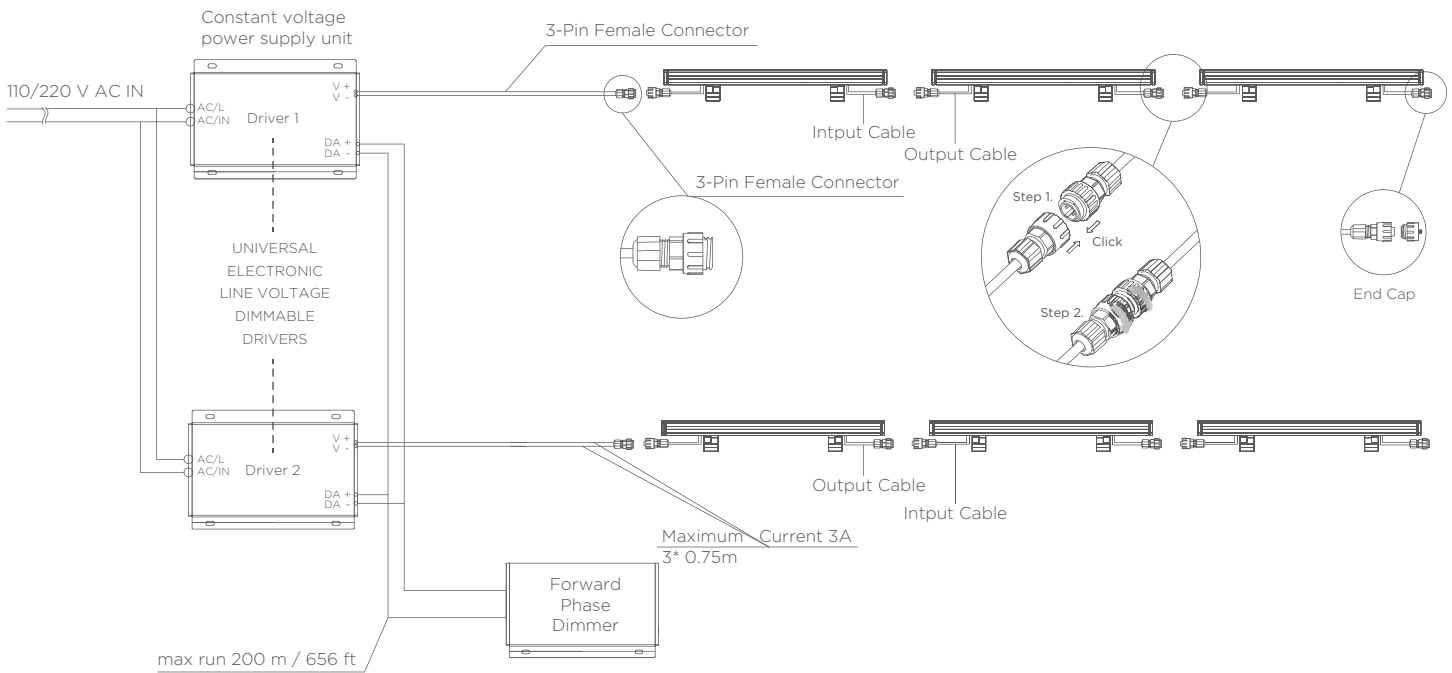 Constant voltage
power supply unit
3-Pin Female Connector
110/220 V AC IN
V +
V -
AC/L
AC/IN
Driver 1
DA +
DA -
Intput Cable
Output Cable
3-Pin Female Connector
Step 1.
Click
Step 2.
End Cap
UNIVERSAL
ELECTRONIC
LINE VOLTAGE
DIMMABLE
DRIVERS
V +
V -
AC/L
AC/IN
Driver 2
DA +
DA -
Output Cable
Intput Cable
Maximum Current 3A
3* 0.75m
Forward
Phase
Dimmer
max run 200 m / 656 ft